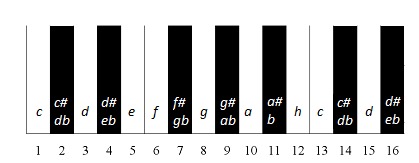 c# d# f# g# a# c# d#
c db d eb e f gb g ab a b h c db d eb
1 2 3 4 5 6 7 8 9 10 11 12 13 14 15 16